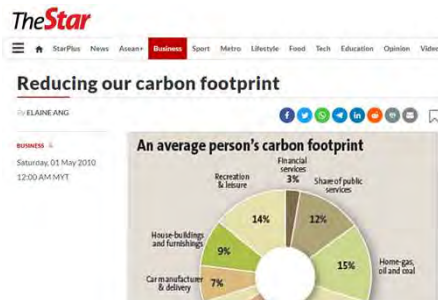 TheStar
StarPlus News Asean+ Business Sport Metro Lifestyle Food Tech Education Opinion Video
Reducing our carbon footprint
By ELAINE ANG
BUSINESS
Saturday, 01 May 2010
12:00 AM MYT
An average person's carbon footprint
Financial
services
3%
Share of public
services
12%
Recreation
& leisure
14%
House-buildings
and furnishings
9%
Home-gas,
oil and coal
15%
Car manufacturer
& delivery
7%